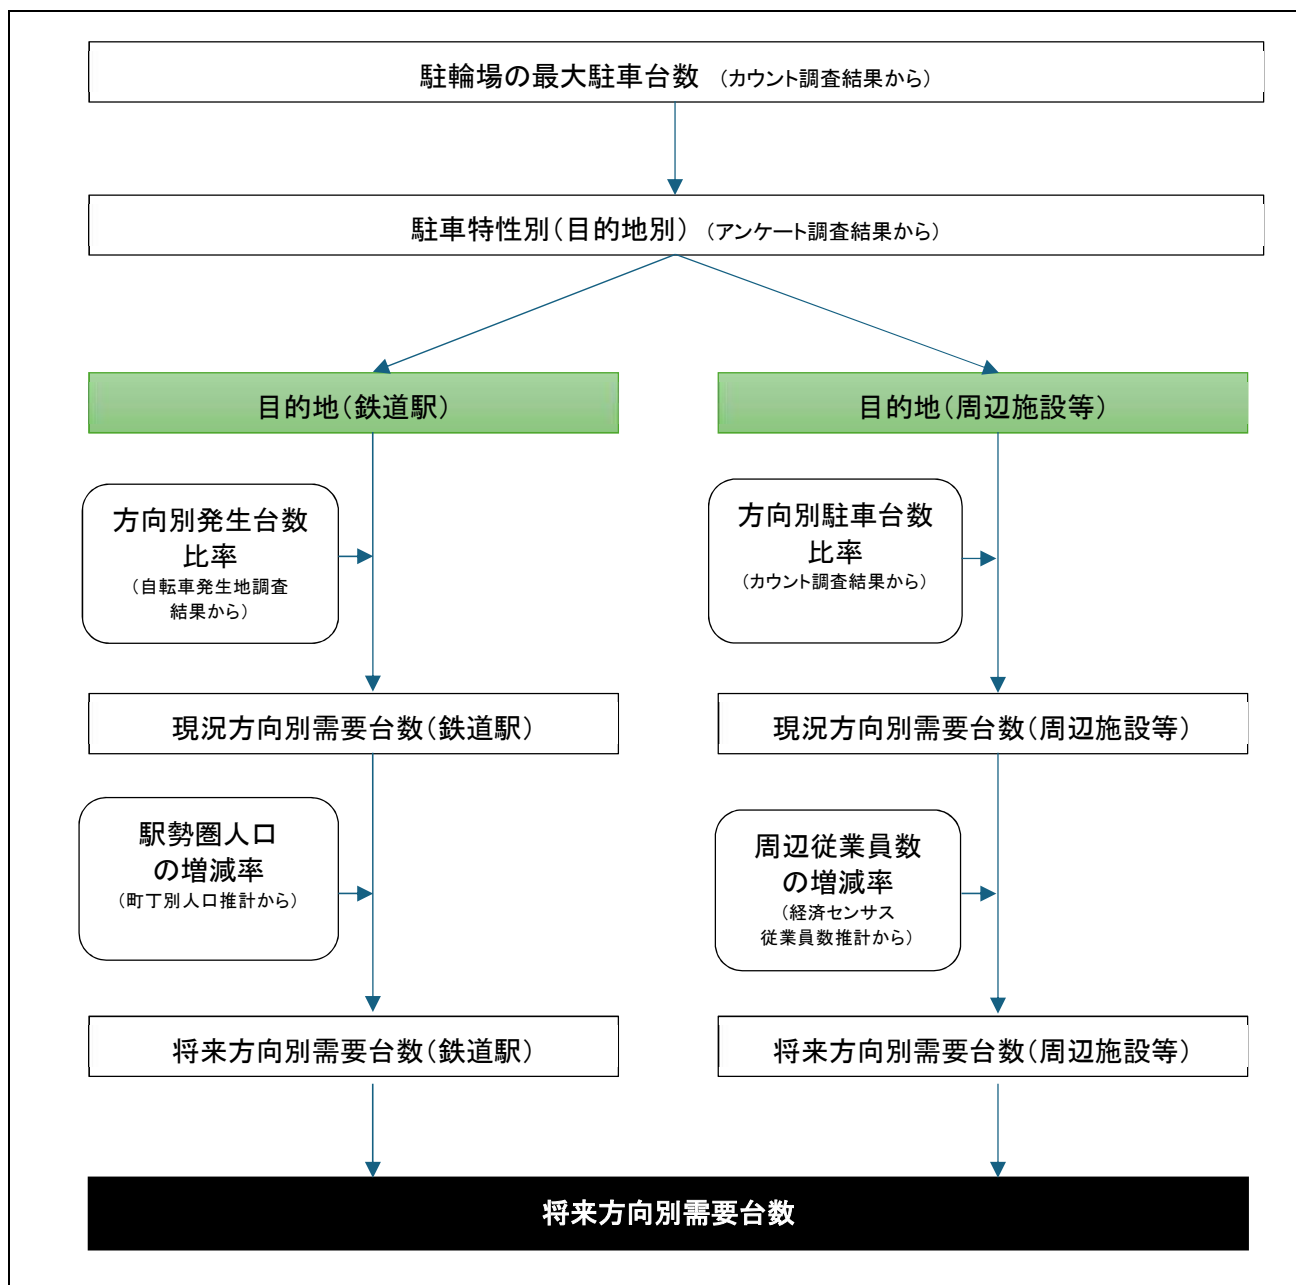 駐輪場の最大駐車台数 (カウント調査結果から)
駐車特性別(目的地別) (アンケート調査結果から)
目的地(鉄道駅)
目的地(周辺施設等)
方向別発生台数
比率
(自転車発生地調査
結果から)
方向別駐車台数
比率
(カウント調査結果から)
現況方向別需要台数(鉄道駅)
現況方向別需要台数(周辺施設等)
駅勢圏人口
の増減率
(町丁別人口推計から)
周辺従業員数
の増減率
(経済センサス
従業員数推計から)
将来方向別需要台数(鉄道駅)
将来方向別需要台数(周辺施設等)
将来方向別需要台数